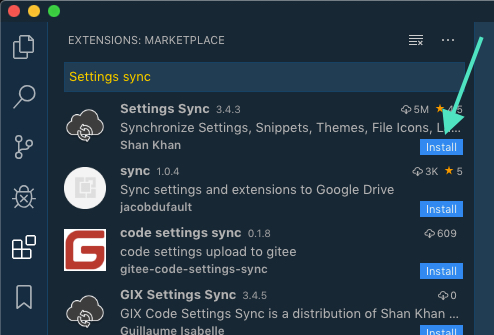 EXTENSIONS: MARKETPLACE
Settings sync
Settings Sync 3.4.3 5M 4.5
Synchronize Settings, Snippets, Themes, File Icons, L...
Shan Khan Install
sync 1.0.4 3K 5
Sync settings and extensions to Google Drive
jacobdufault Install
code settings sync 0.1.8 609
code settings upload to gitee
gitee-code-settings-sync Install
GIX Settings Sync 3.4.5 0
GIX Code Settings Sync is a distribution of Shan Khan ...
Guillaume Isabelle Install